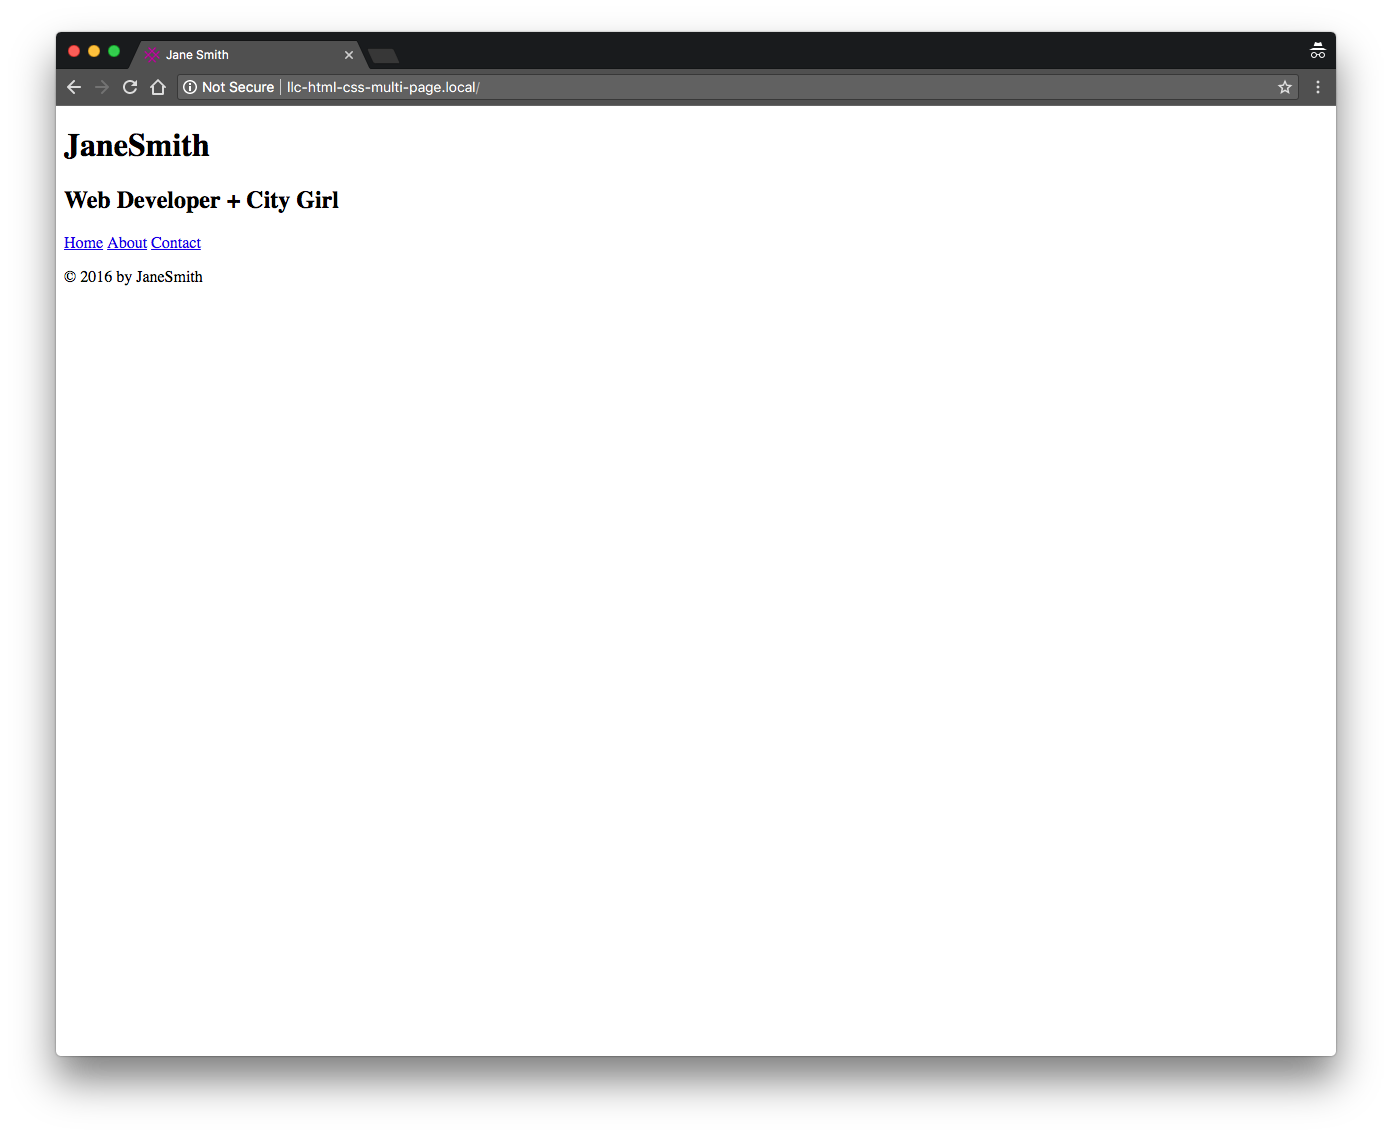 Jane Smith
Not Secure | llc-html-css-multi-page.local/
JaneSmith
Web Developer + City Girl
Home About Contact
© 2016 by JaneSmith